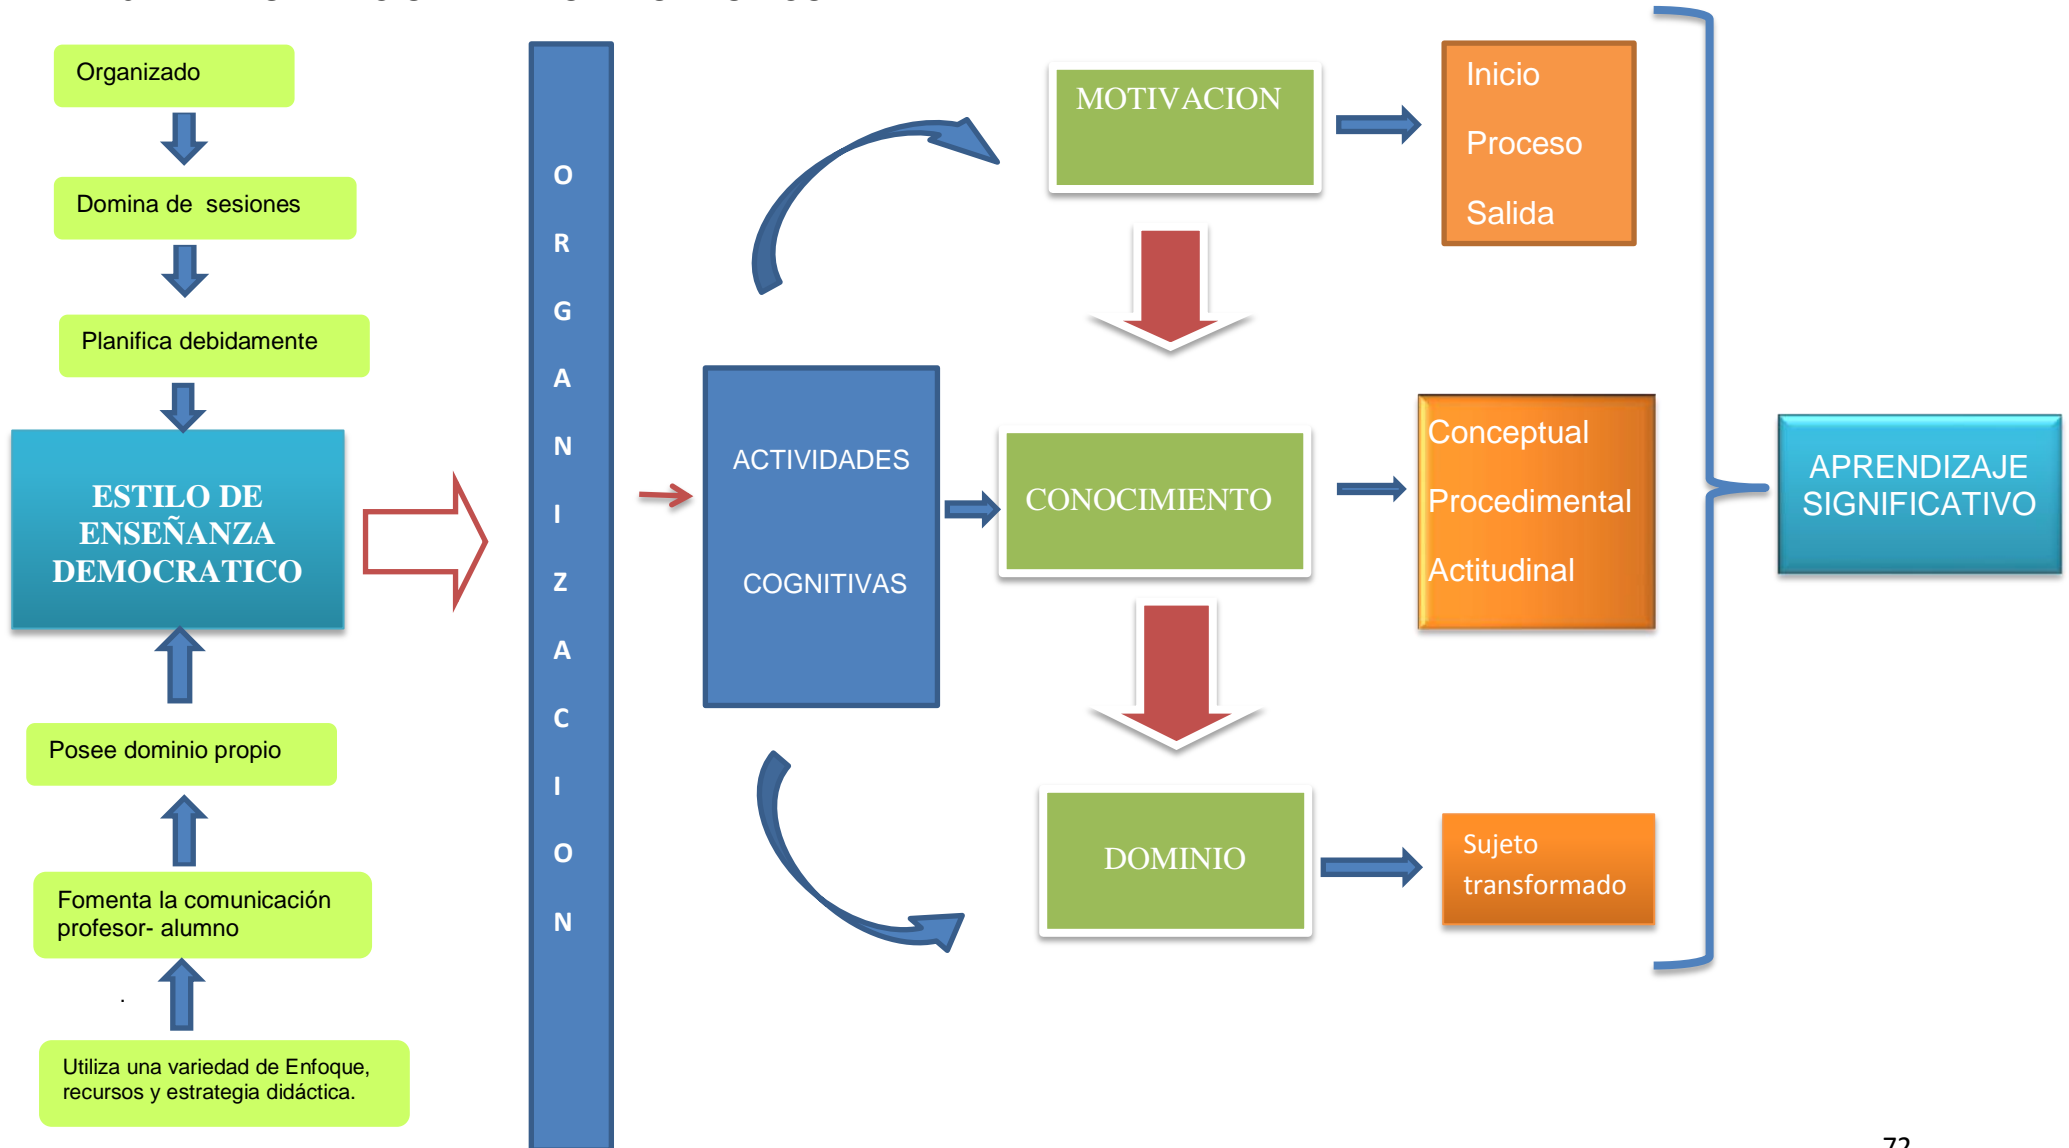 Organizado
Domina de  sesiones
Planifica debidamente
ESTILO DE
ENSEÑANZA
DEMOCRATICO
Posee dominio propio
Fomenta la comunicación
profesor- alumno
.
Utiliza una variedad de Enfoque,
recursos y estrategia didáctica.
O
R
G
A
N
I
Z
A
C
I
O
N
ACTIVIDADES
COGNITIVAS
MOTIVACION
CONOCIMIENTO
DOMINIO
Inicio
Proceso
Salida
Conceptual
Procedimental
Actitudinal
Sujeto
transformado
APRENDIZAJE
SIGNIFICATIVO
72